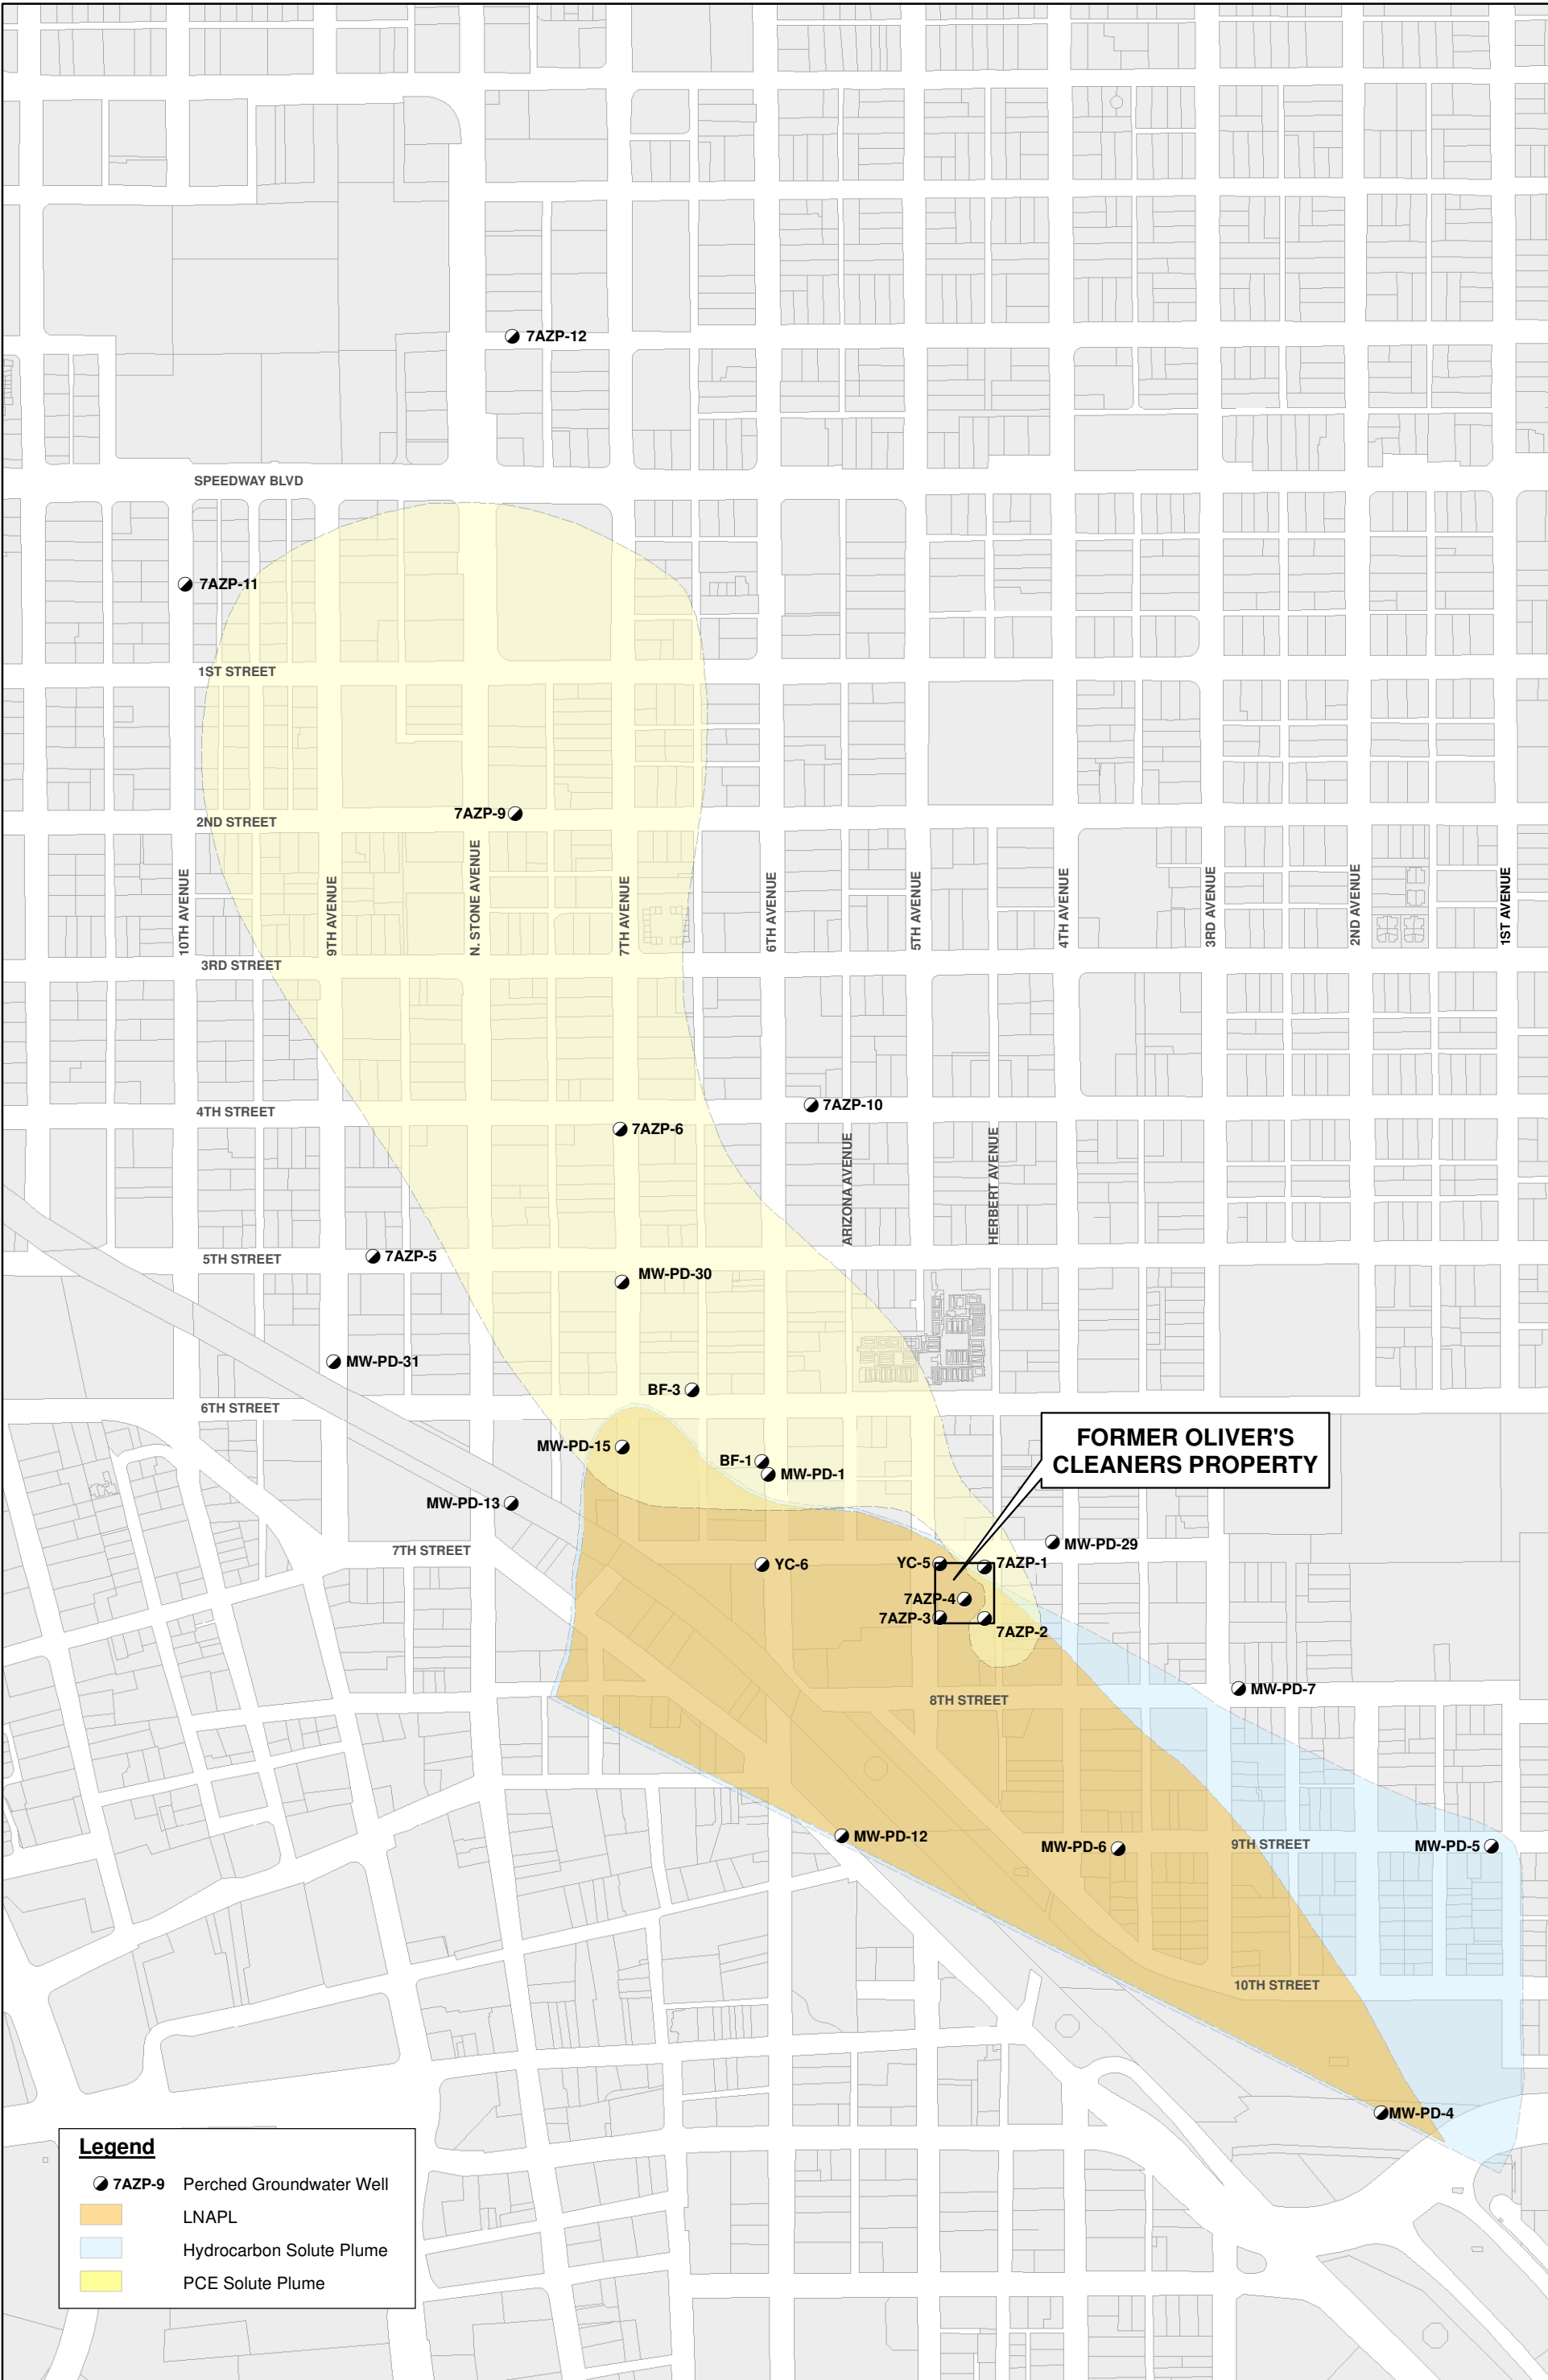 7AZP-12
SPEEDWAY BLVD
7AZP-11
1ST STREET
7AZP-9
2ND STREET
10TH AVENUE
9TH AVENUE
N. STONE AVENUE
7TH AVENUE
6TH AVENUE
5TH AVENUE
4TH AVENUE
3RD AVENUE
2ND AVENUE
1ST AVENUE
3RD STREET
7AZP-10
4TH STREET
7AZP-6
ARIZONA AVENUE
HERBERT AVENUE
7AZP-5
5TH STREET
MW-PD-30
MW-PD-31
BF-3
6TH STREET
FORMER OLIVER'S
CLEANERS PROPERTY
MW-PD-15
BF-1
MW-PD-1
MW-PD-13
MW-PD-29
7TH STREET
YC-6
YC-5
7AZP-1
7AZP-4
7AZP-3
7AZP-2
MW-PD-7
8TH STREET
MW-PD-12
MW-PD-6
9TH STREET
MW-PD-5
10TH STREET
MW-PD-4
Legend
7AZP-9 Perched Groundwater Well
LNAPL
Hydrocarbon Solute Plume
PCE Solute Plume